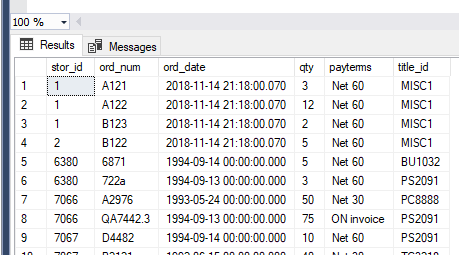 100 %
Results Messages
stor_id ord_num ord_date qty payterms title_id
1 1 A121 2018-11-14 21:18:00.070 3 Net 60 MISC1
2 1 A122 2018-11-14 21:18:00.070 12 Net 60 MISC1
3 1 B123 2018-11-14 21:18:00.070 2 Net 60 MISC1
4 2 B122 2018-11-14 21:18:00.070 5 Net 60 MISC1
5 6380 6871 1994-09-14 00:00:00.000 5 Net 60 BU1032
6 6380 722a 1994-09-13 00:00:00.000 3 Net 60 PS2091
7 7066 A2976 1993-05-24 00:00:00.000 50 Net 30 PC8888
8 7066 QA7442.3 1994-09-13 00:00:00.000 75 ON invoice PS2091
9 7067 D4482 1994-09-14 00:00:00.000 10 Net 60 PS2091
10 7067